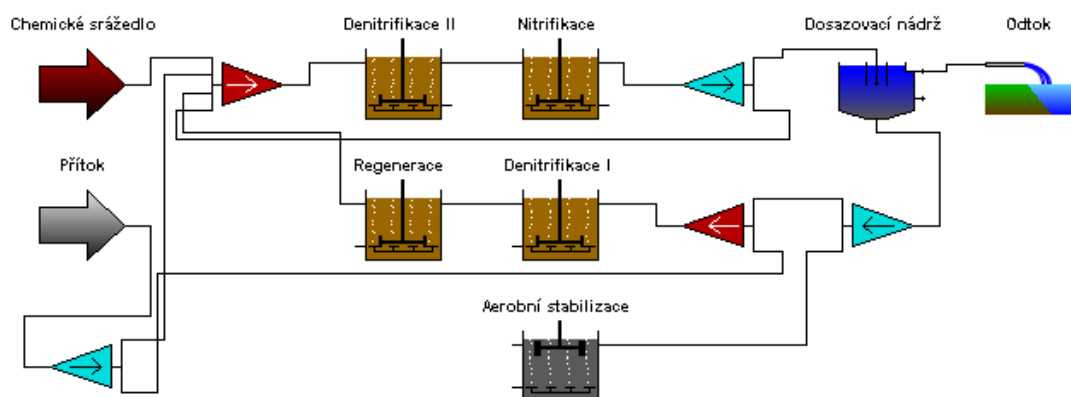 Chemické srážedlo
Denitrifikace II
Nitrifikace
Dosazovací nádrž
Odtok
Přítok
Regenerace
Denitrifikace I
Aerobní stabilizace